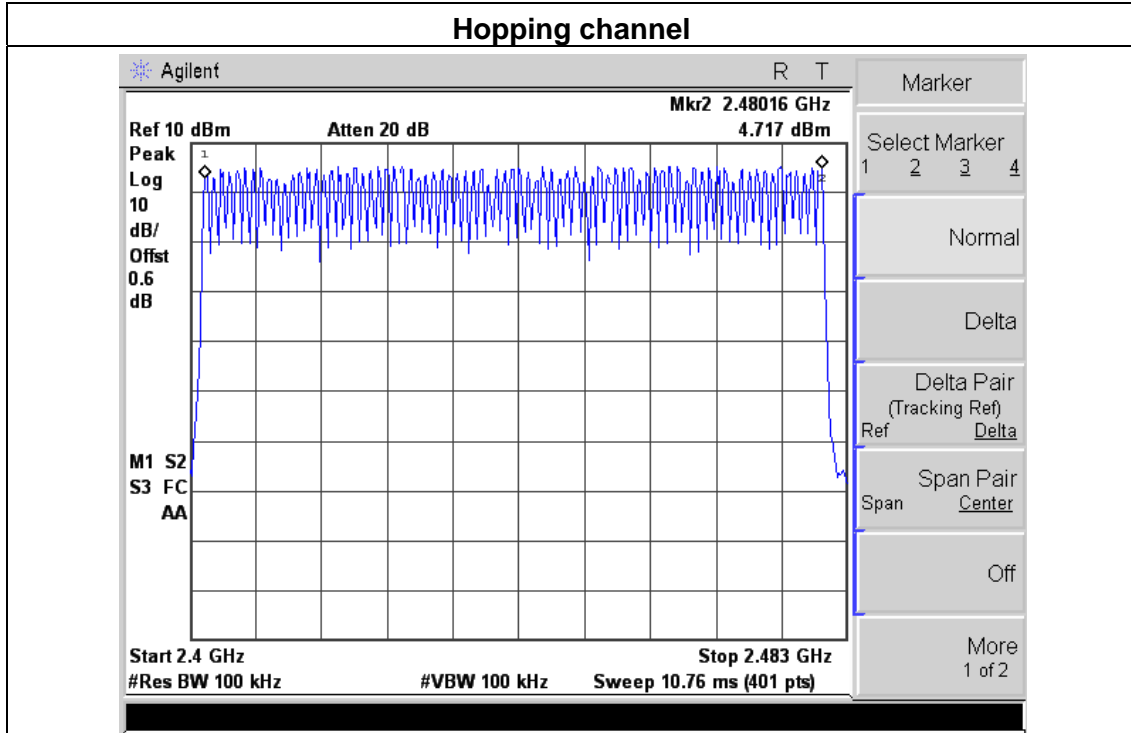 Hopping channel
Agilent R T
Mkr2 2.48016 GHz
Ref 10 dBm Atten 20 dB 4.717 dBm
Peak
Log
10
dB/
Offst
0.6
dB
1
2
M1 S2
S3 FC
AA
Start 2.4 GHz Stop 2.483 GHz
#Res BW 100 kHz #VBW 100 kHz Sweep 10.76 ms (401 pts)
Marker
Select Marker
1 2 3 4
Normal
Delta
Delta Pair
(Tracking Ref)
Ref Delta
Span Pair
Span Center
Off
More
1 of 2